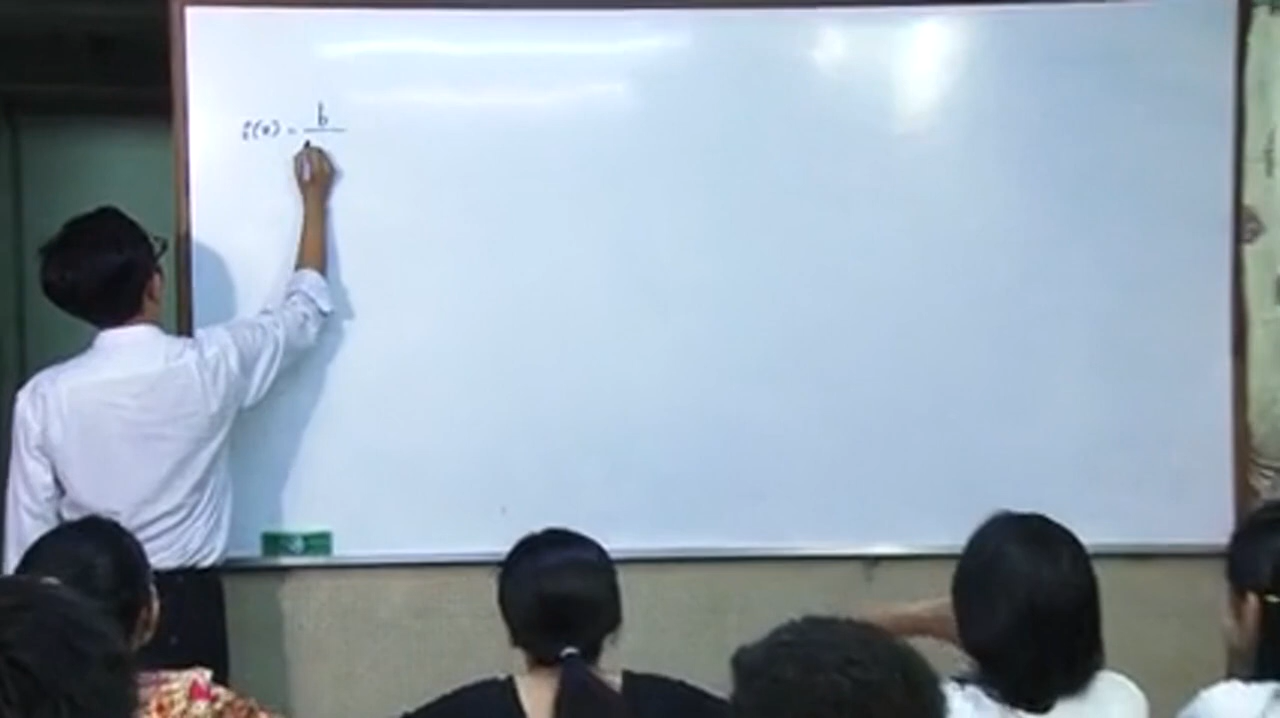 f(x) = b